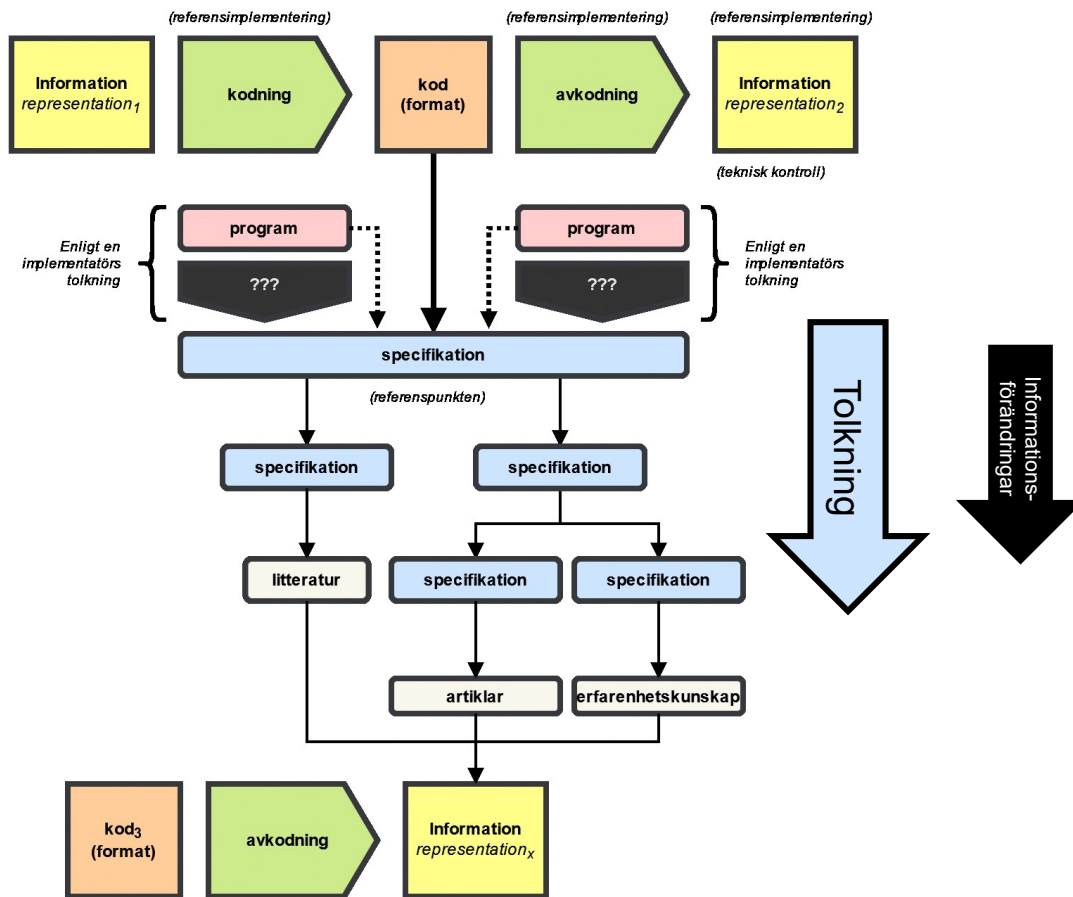 (referensimplementering)
(referensimplementering)
(referensimplementering)
Information
representation1
kodning
kod
(format)
avkodning
Information
representation2
(teknisk kontroll)
Enligt en
implementatörs
tolkning
program
???
program
???
Enligt en
implementatörs
tolkning
specifikation
(referenspunkten)
specifikation
specifikation
litteratur
specifikation
specifikation
artiklar
erfarenhetskunskap
Tolkning
Informations-
förändringar
kod3
(format)
avkodning
Information
representationx